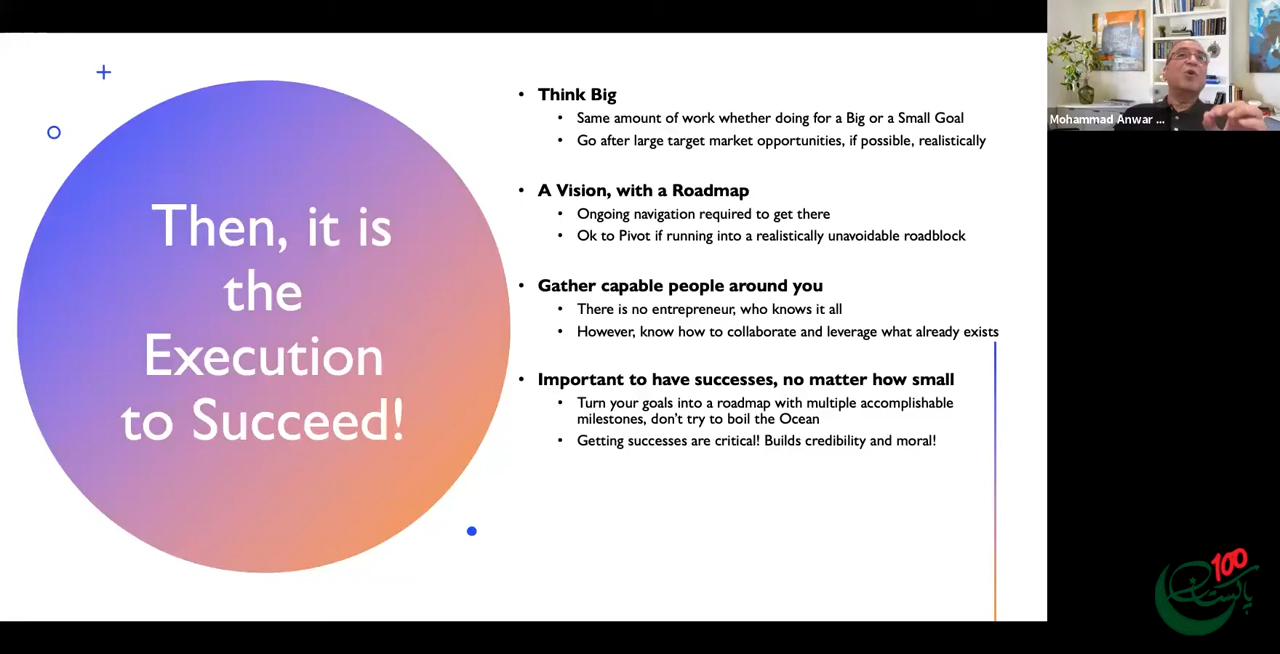 Then, it is
the
Execution
to Succeed!
• Think Big
• Same amount of work whether doing for a Big or a Small Goal
• Go after large target market opportunities, if possible, realistically
• A Vision, with a Roadmap
• Ongoing navigation required to get there
• Ok to Pivot if running into a realistically unavoidable roadblock
• Gather capable people around you
• There is no entrepreneur, who knows it all
• However, know how to collaborate and leverage what already exists
• Important to have successes, no matter how small
• Turn your goals into a roadmap with multiple accomplishable
milestones, don’t try to boil the Ocean
• Getting successes are critical! Builds credibility and moral!
Mohammad Anwar ...
100
پاکستان